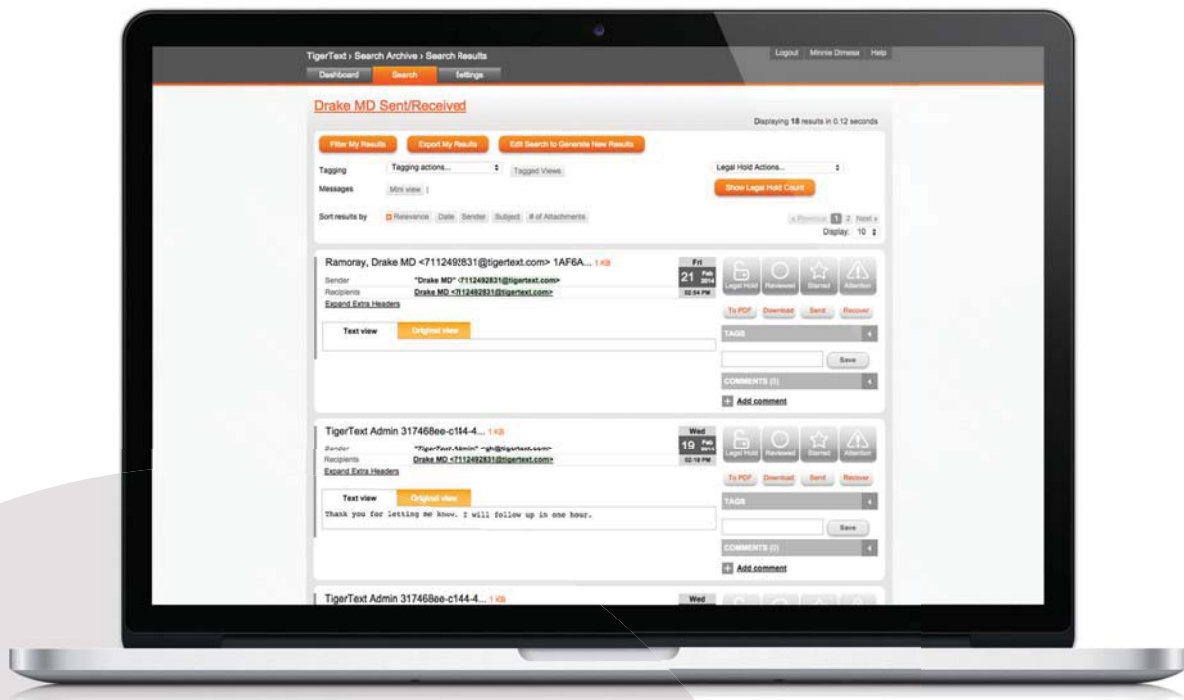 TigerText › Search Archive › Search Results
Logout Minnie Dimesa Help
Dashboard Search Settings
Drake MD Sent/Received
Displaying 18 results in 0.12 seconds
Filter My Results Export My Results Edit Search to Generate New Results
Tagging Tagging actions... Tagged Views Legal Hold Actions...
Messages Mini view | Show Legal Hold Count
Sort results by Relevance Date Sender Subject # of Attachments « Previous 1 2 Next »
Display: 10
Ramoray, Drake MD <7112492831@tigertext.com> 1AF6A... 1 KB
Fri
21 Feb 2014
02:54 PM
Sender "Drake MD" <7112492831@tigertext.com>
Recipients Drake MD <7112492831@tigertext.com>
Expand Extra Headers
Legal Hold Reviewed Starred Attention
To PDF Download Send Recover
Text view Original view
TAGS
Save
COMMENTS (0)
+ Add comment
TigerText Admin 317468ee-c144-4... 1 KB
Wed
19 Feb 2014
02:18 PM
Sender "TigerText Admin"
Recipients Drake MD <7112492831@tigertext.com>
Expand Extra Headers
Legal Hold Reviewed Starred Attention
To PDF Download Send Recover
Text view Original view
Thank you for letting me know. I will follow up in one hour.
TAGS
Save
COMMENTS (0)
+ Add comment
TigerText Admin 317468ee-c144-4... 1 KB
Wed